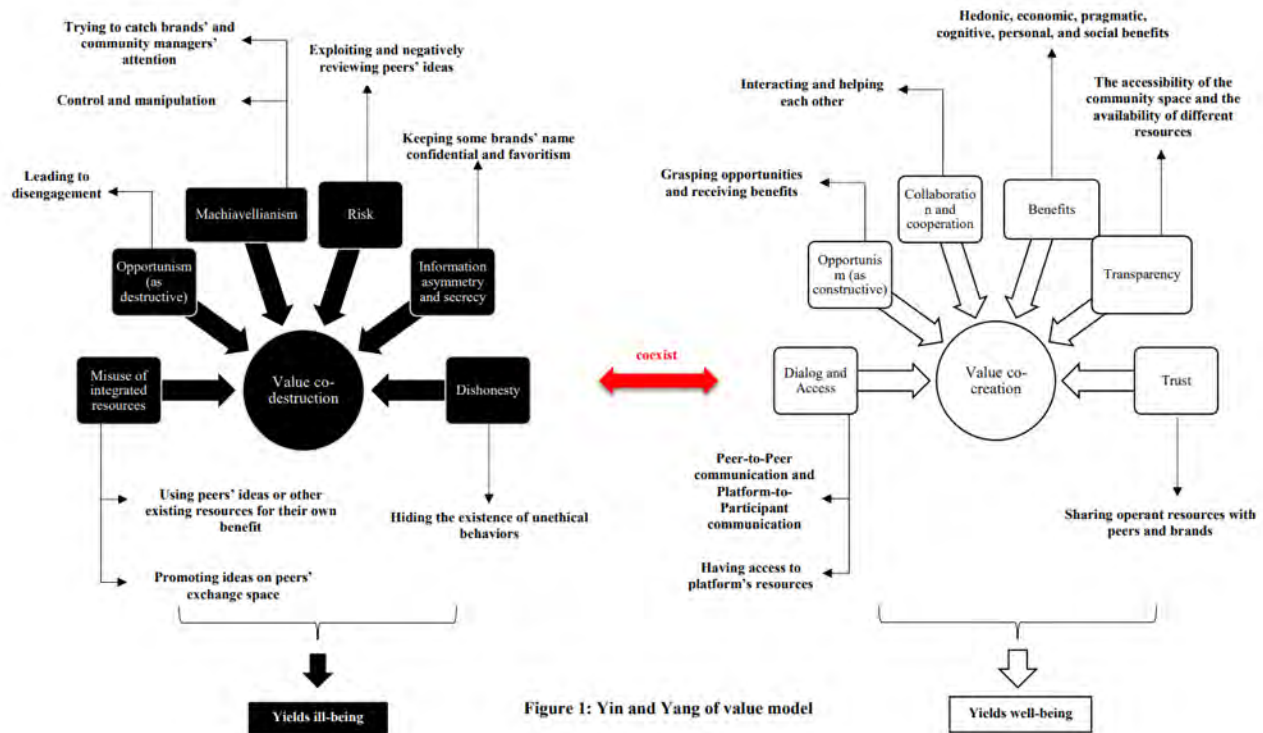 Trying to catch brands' and
community managers'
attention
Control and manipulation
Exploiting and negatively
reviewing peers' ideas
Keeping some brands' name
confidential and favoritism
Leading to
disengagement
Machiavellianism
Risk
Opportunism
(as
destructive)
Information
asymmetry
and secrecy
Misuse of
integrated
resources
Value co-
destruction
Dishonesty
Using peers' ideas or other
existing resources for their own
benefit
Hiding the existence of unethical
behaviors
Promoting ideas on peers'
exchange space
Yields ill-being
coexist
Hedonic, economic, pragmatic,
cognitive, personal, and social benefits
Interacting and helping
each other
The accessibility of the
community space and the
availability of different
resources
Grasping opportunities
and receiving benefits
Collaboratio
n and
cooperation
Benefits
Opportunis
m (as
constructive)
Transparency
Dialog and
Access
Value co-
creation
Trust
Peer-to-Peer
communication and
Platform-to-
Participant
communication
Sharing operant resources with
peers and brands
Having access to
platform's resources
Yields well-being
Figure 1: Yin and Yang of value model